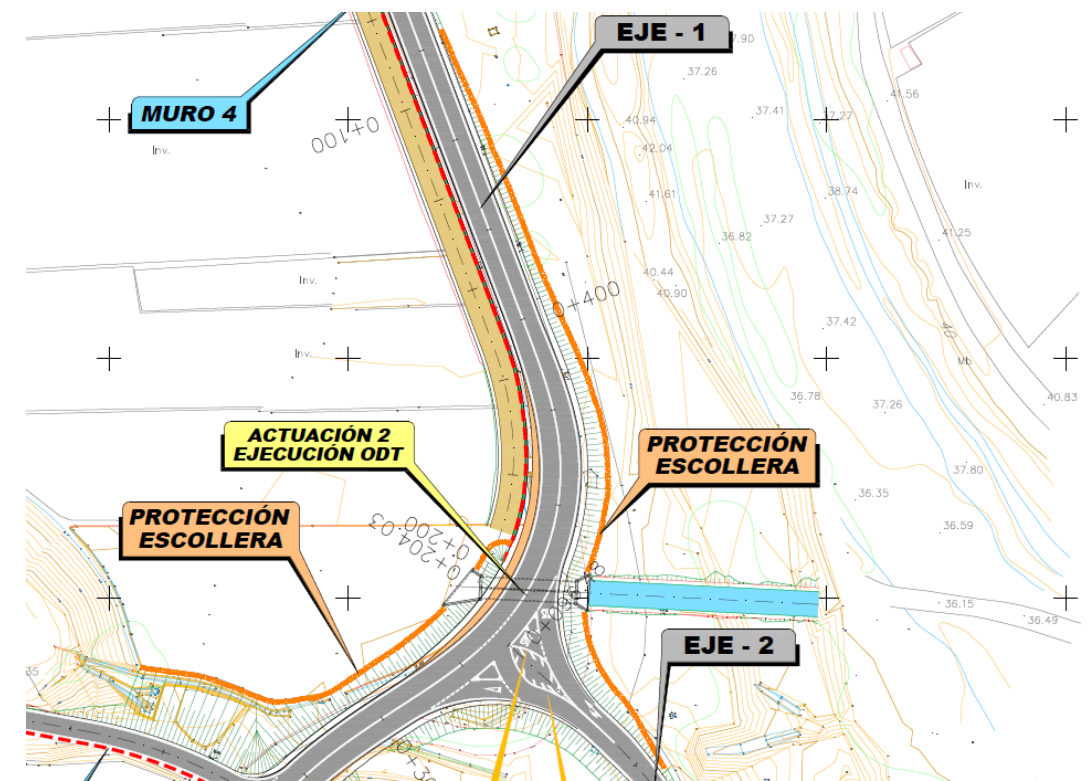 EJE - 1
7.90
37.26
41.56
MURO 4
37.41
37.27
40.94
0+100
Inv.
42.04
Inv.
41.61
38.74
37.27
36.82
41.25
Inv.
40.44
40.90
0+400
37.42
40
Inv.
Mb
36.78
37.26
40.83
ACTUACIÓN 2
EJECUCIÓN ODT
PROTECCIÓN
ESCOLLERA
37.80
36.35
PROTECCIÓN
ESCOLLERA
0+200
0+204.03
36.59
36.15
36.49
EJE - 2
35